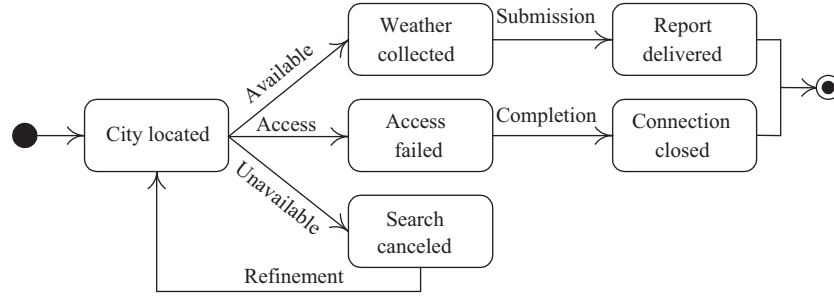 Weather
collected
Submission
Report
delivered
Available
City located
Access
Access
failed
Completion
Connection
closed
Unavailable
Search
canceled
Refinement